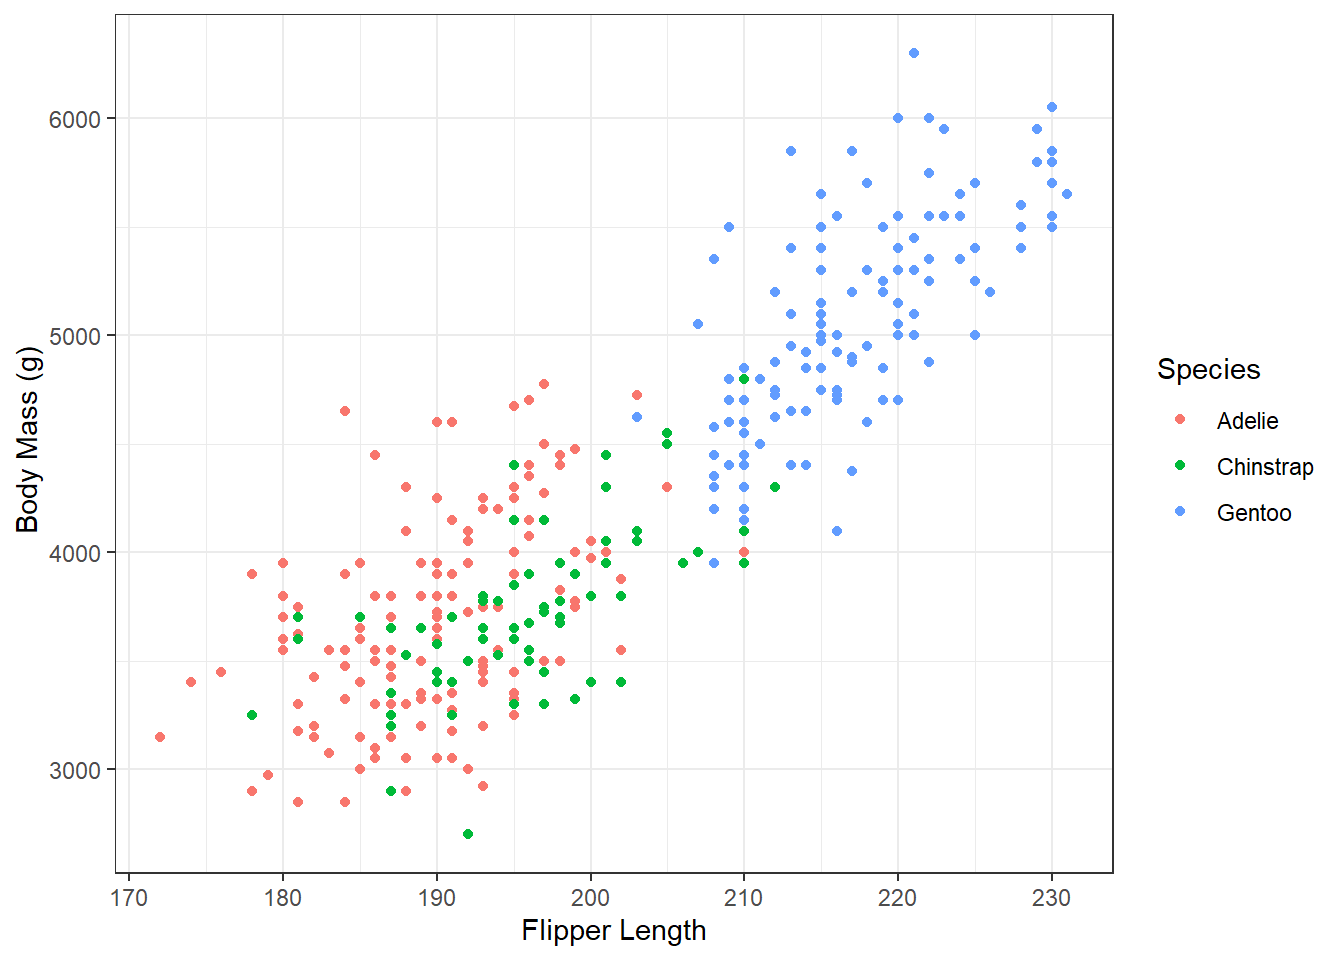 6000
5000
4000
3000
Body Mass (g)
170 180 190 200 210 220 230
Flipper Length
Species
Adelie
Chinstrap
Gentoo